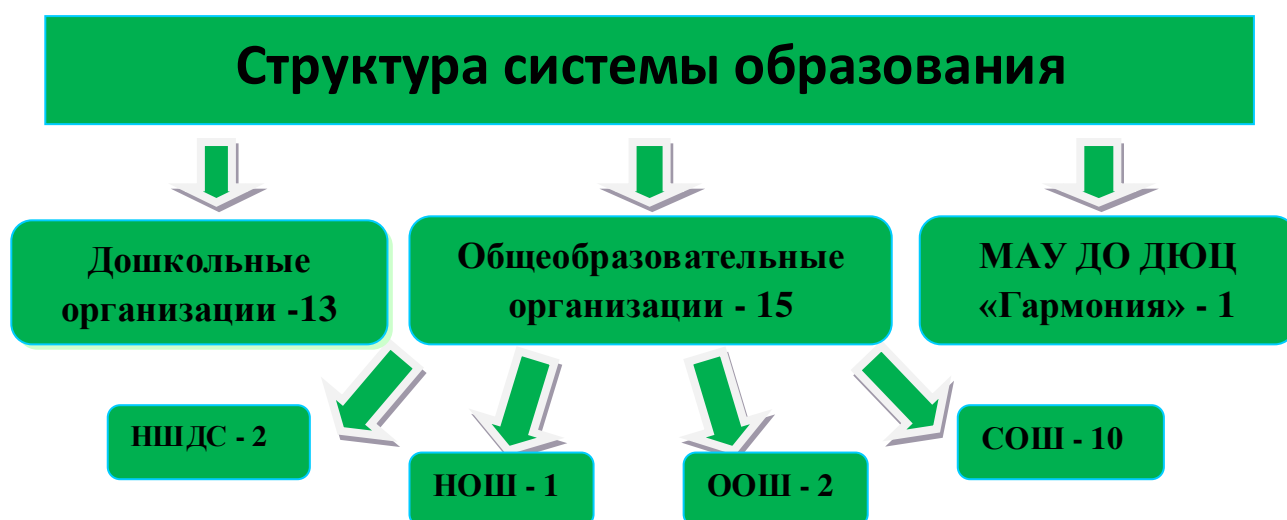 Структура системы образования
Дошкольные
организации -13
Общеобразовательные
организации - 15
МАУ ДО ДЮЦ
«Гармония» - 1
НШДС - 2
НОШ - 1
ООШ - 2
СОШ - 10